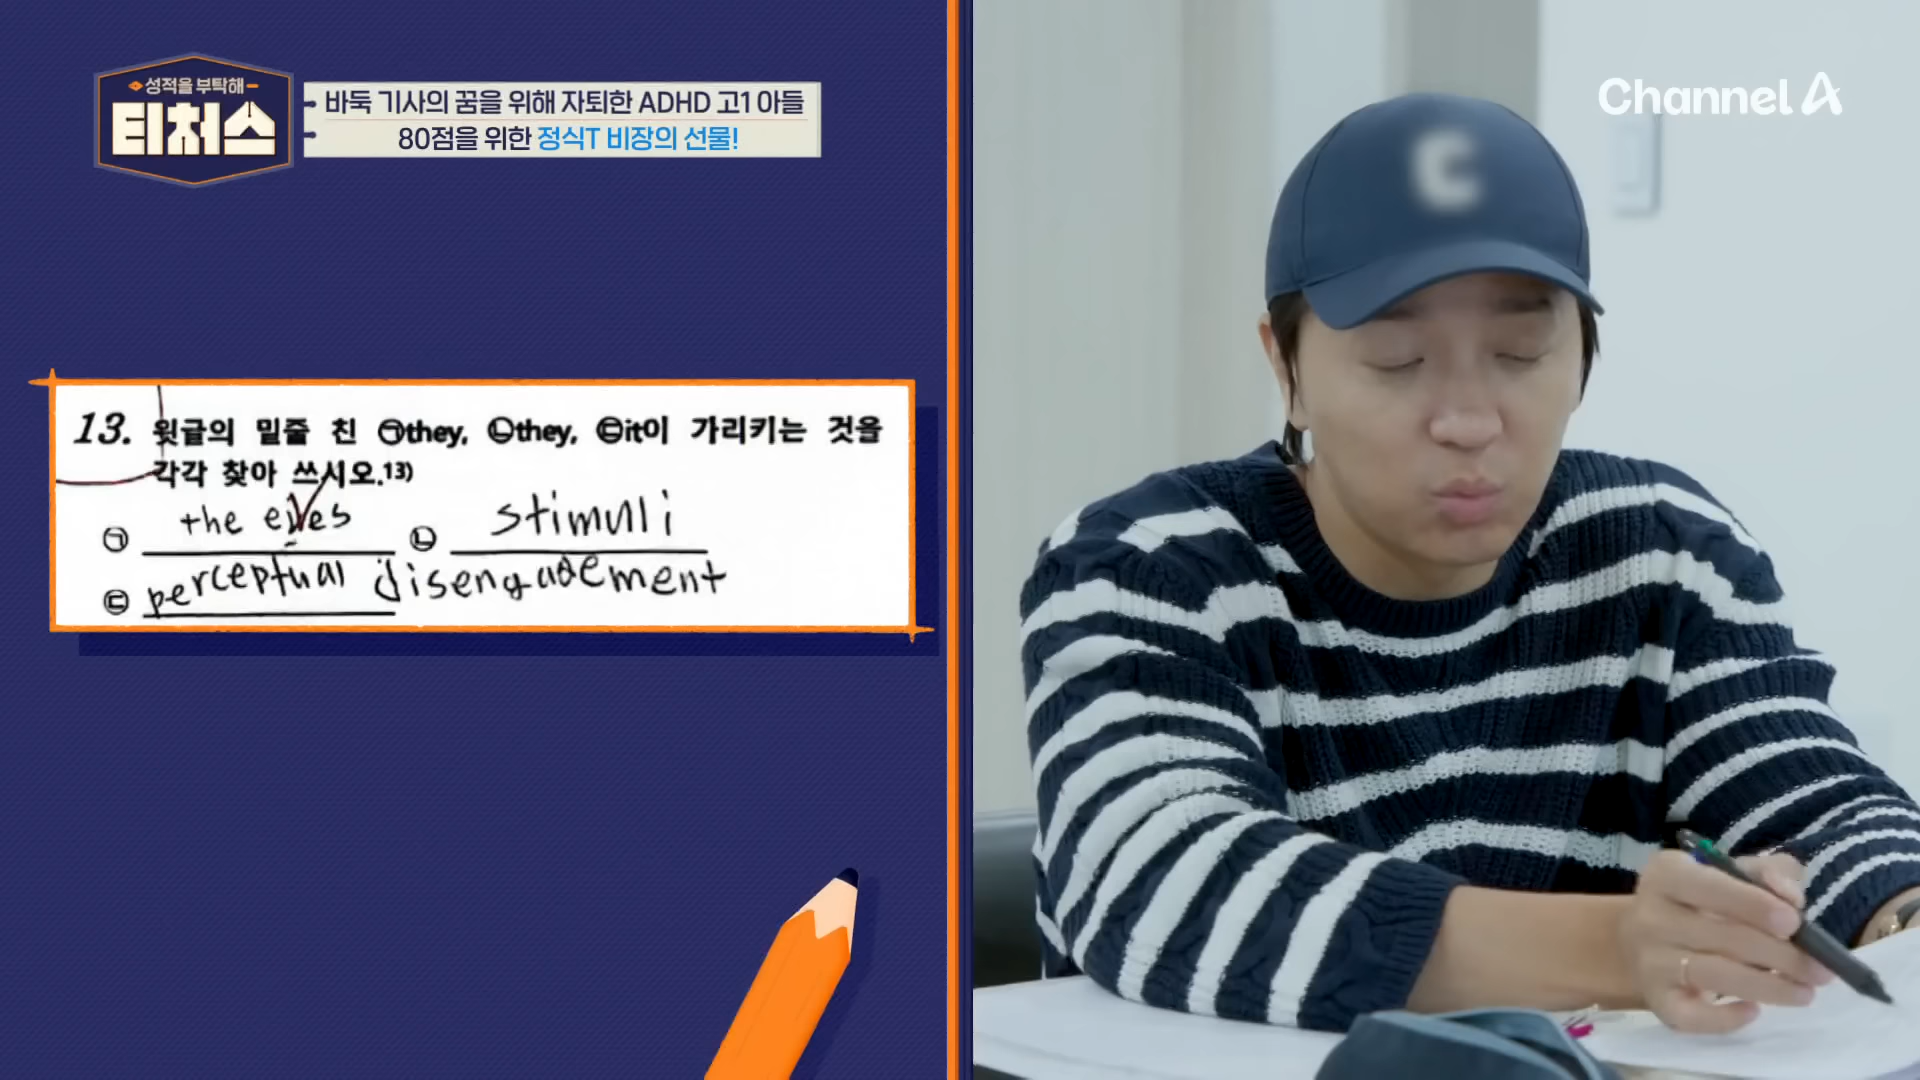 성적을 부탁해
티처스
바둑 기사의 꿈을 위해 자퇴한 ADHD 고1 아들
80점을 위한 정식T 비장의 선물!
Channel A
C
13. 윗글의 밑줄 친 ㉠they, ㉡they, ㉢it이 가리키는 것을
각각 찾아 쓰시오.13)
㉠ the eyes ㉡ stimuli
㉢ perceptual disengagement